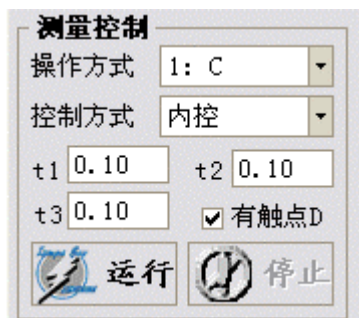 测量控制
操作方式 1: C
控制方式 内控
t1 0.10 t2 0.10
t3 0.10 有触点D
运行 停止